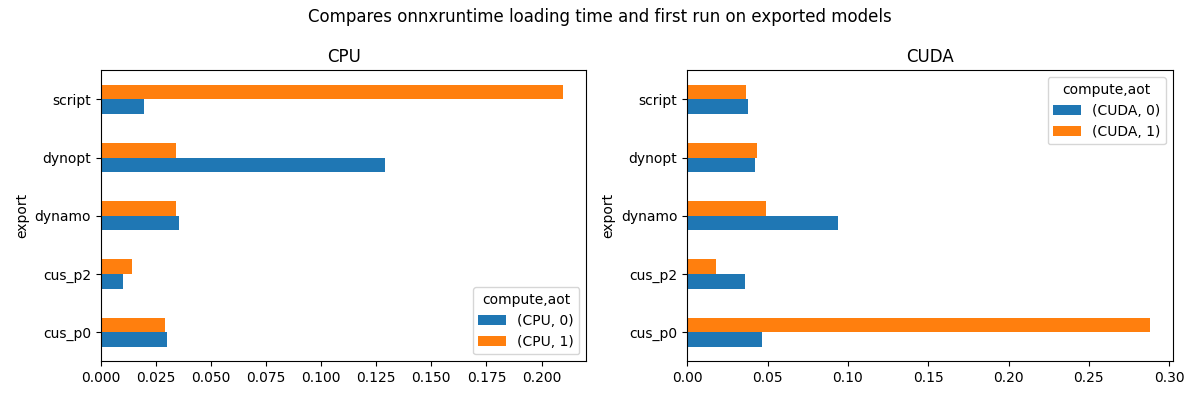 Compares onnxruntime loading time and first run on exported models
CPU
export
script
dynopt
dynamo
cus_p2
cus_p0
compute,aot
(CPU, 0)
(CPU, 1)
0.000 0.025 0.050 0.075 0.100 0.125 0.150 0.175 0.200
CUDA
export
script
dynopt
dynamo
cus_p2
cus_p0
compute,aot
(CUDA, 0)
(CUDA, 1)
0.00 0.05 0.10 0.15 0.20 0.25 0.30